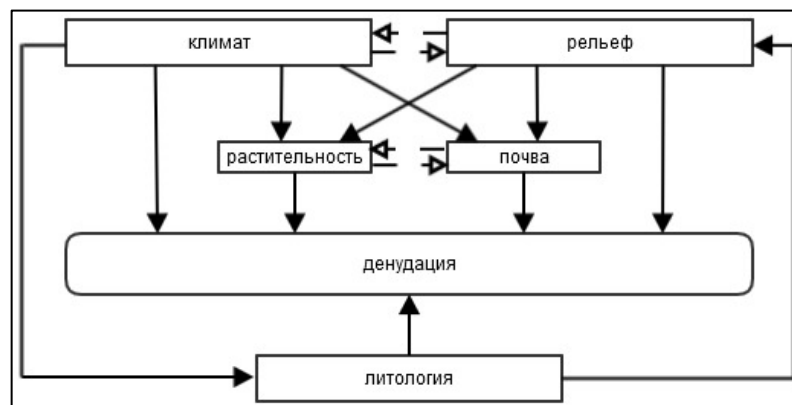 климат
рельеф
растительность
почва
денудация
литология